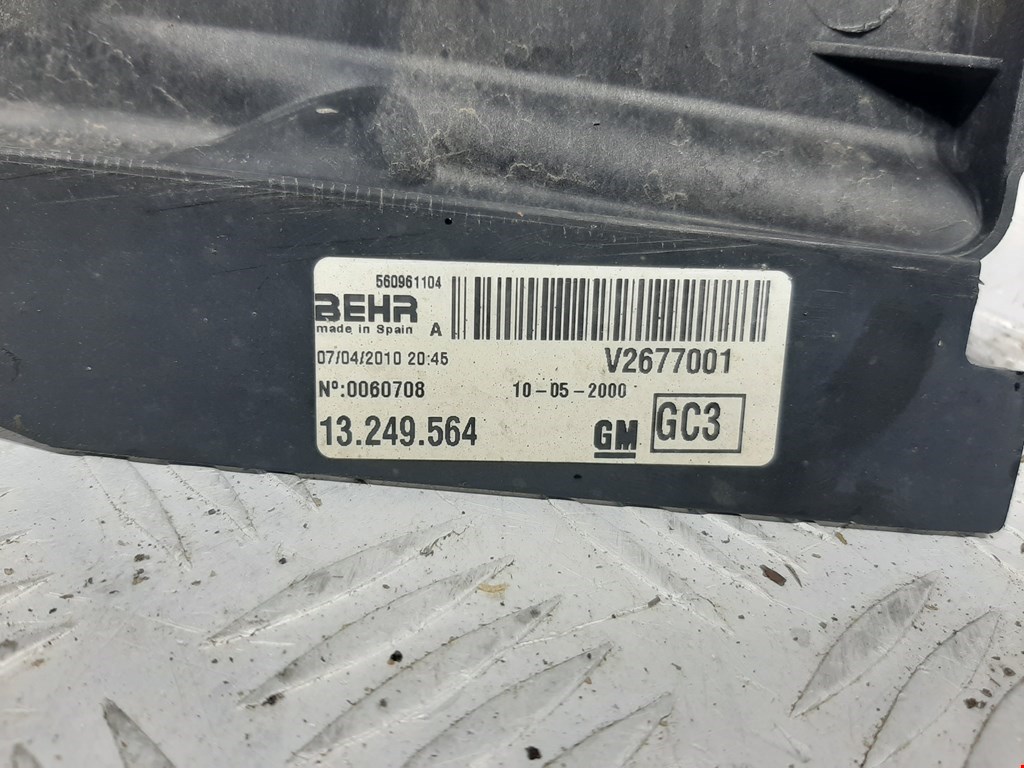 560961104
BEHR
made in Spain A
07/04/2010 20:45 V2677001
Nº:0060708 10-05-2000
13.249.564 GM GC3